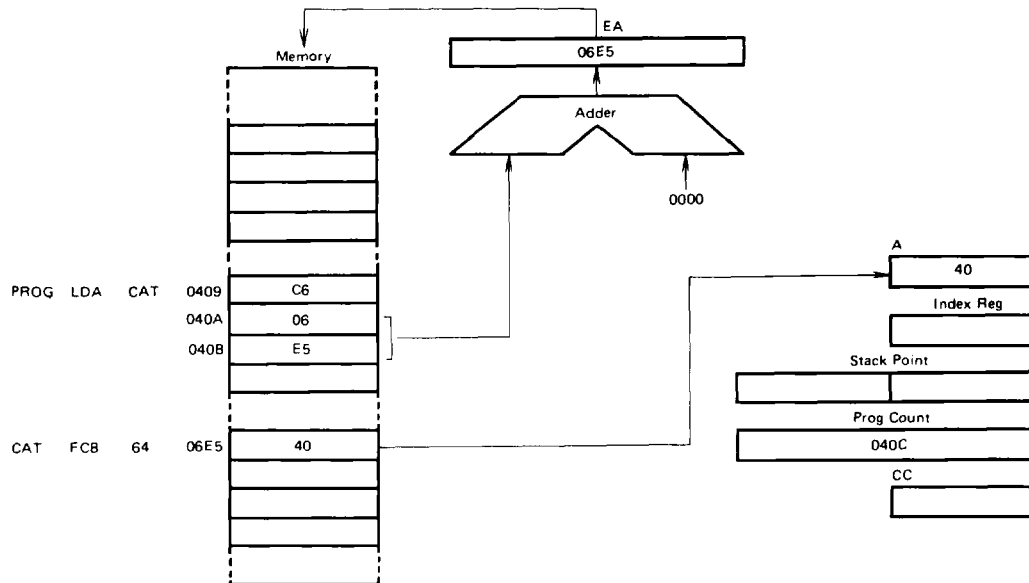 EA
06E5
Memory
Adder
0000
A
40
PROG LDA CAT 0409 C6
Index Reg
040A 06
040B E5
Stack Point
Prog Count
CAT FCB 64 06E5 40
040C
CC